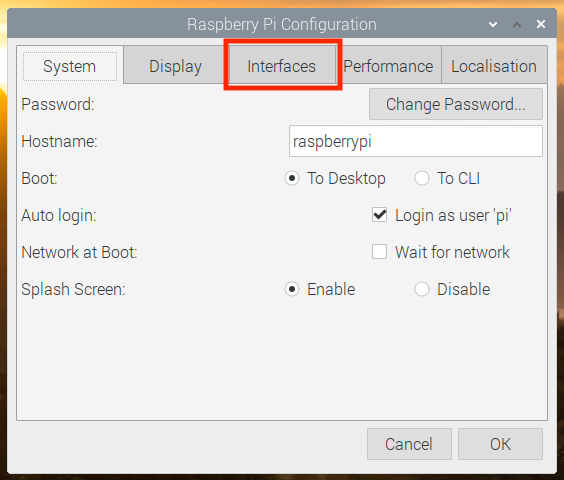 Raspberry Pi Configuration
System Display Interfaces Performance Localisation
Password: Change Password...
Hostname: raspberrypi
Boot: To Desktop To CLI
Auto login: Login as user 'pi'
Network at Boot: Wait for network
Splash Screen: Enable Disable
Cancel OK